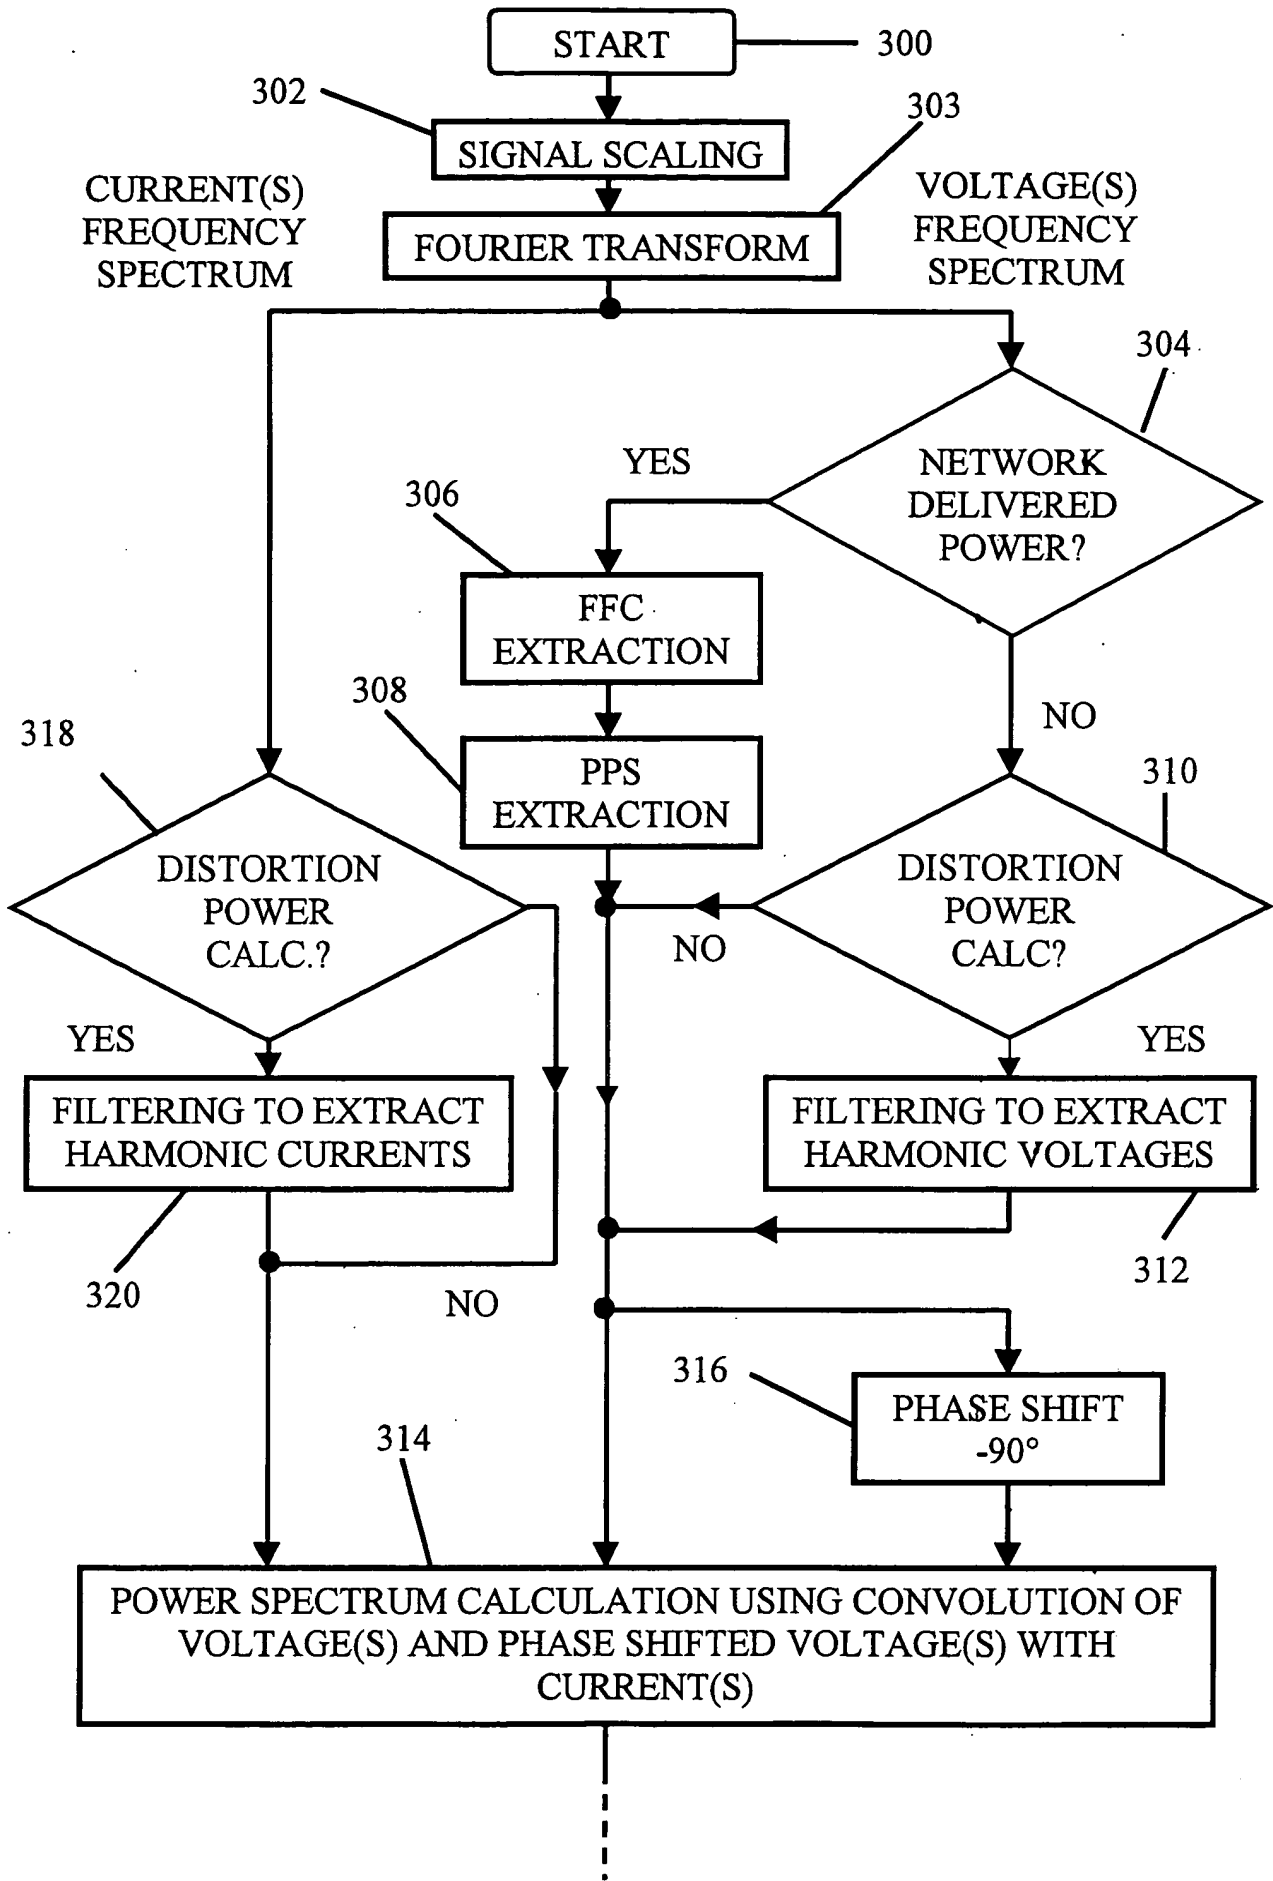 START
300
302
303
SIGNAL SCALING
CURRENT(S)
FREQUENCY
SPECTRUM
VOLTAGE(S)
FREQUENCY
SPECTRUM
FOURIER TRANSFORM
304
YES
NETWORK
DELIVERED
POWER?
306
FFC
EXTRACTION
308
NO
318
PPS
EXTRACTION
310
DISTORTION
POWER
CALC.?
DISTORTION
POWER
CALC?
NO
YES
YES
FILTERING TO EXTRACT
HARMONIC CURRENTS
FILTERING TO EXTRACT
HARMONIC VOLTAGES
320
NO
312
316
PHASE SHIFT
-90°
314
POWER SPECTRUM CALCULATION USING CONVOLUTION OF
VOLTAGE(S) AND PHASE SHIFTED VOLTAGE(S) WITH
CURRENT(S)